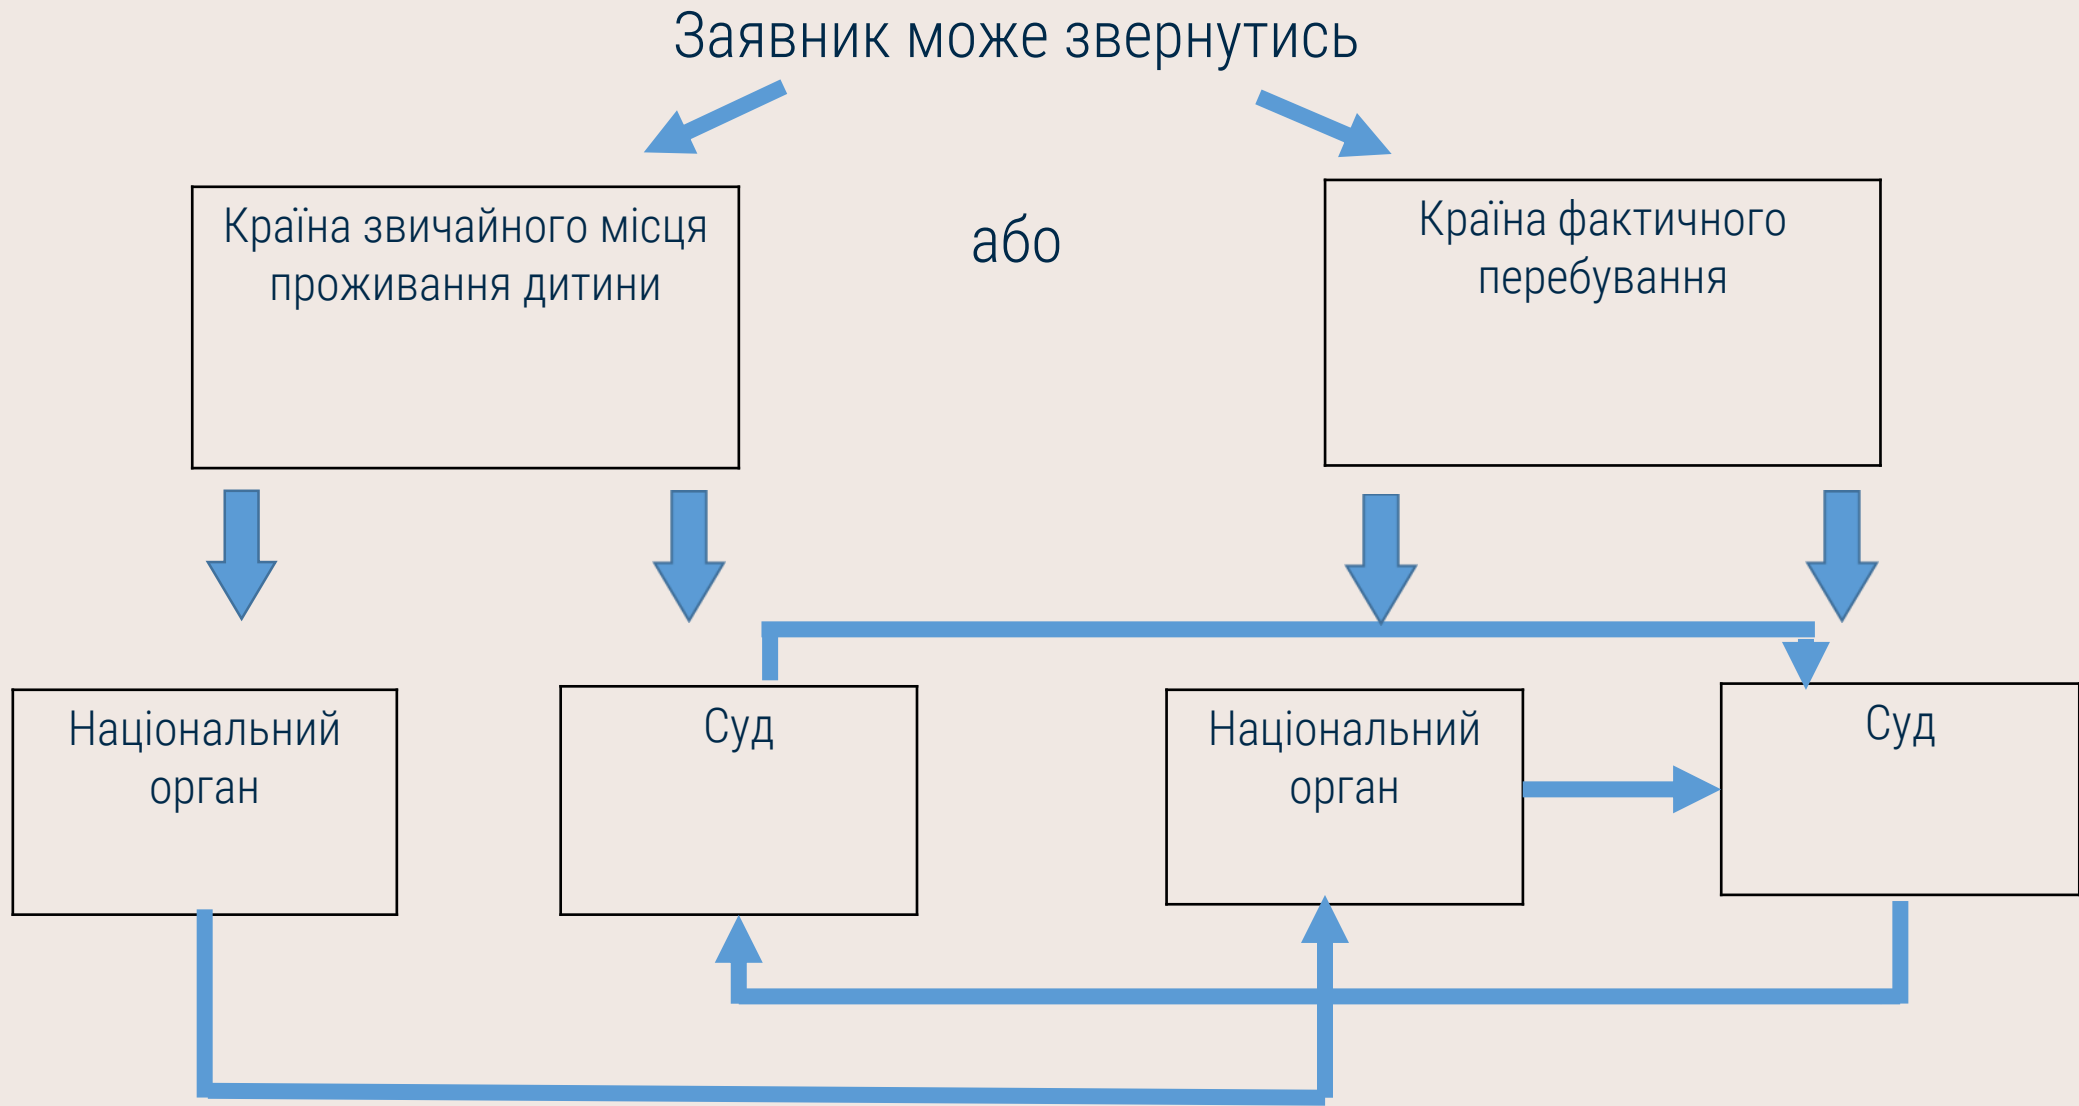 Заявник може звернутись
Країна звичайного місця
проживання дитини
або
Країна фактичного
перебування
Національний
орган
Суд
Національний
орган
Суд